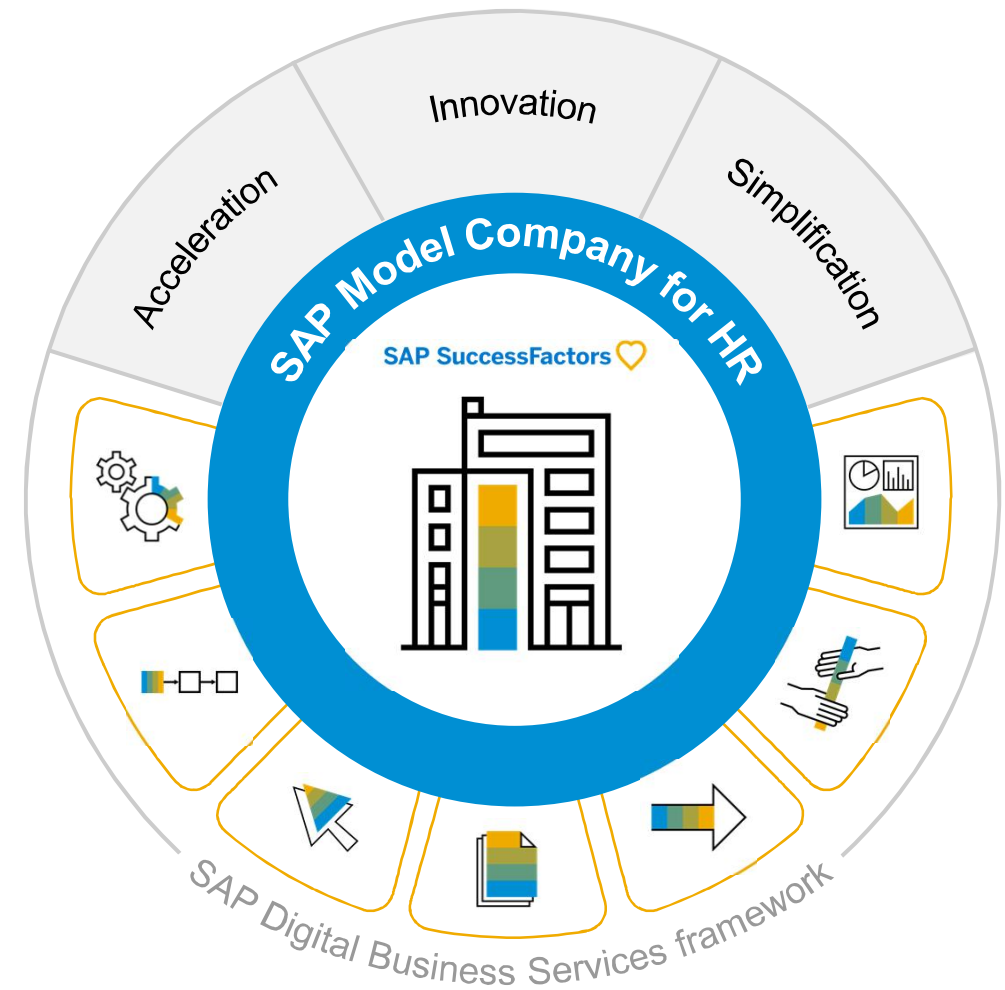 Innovation
Acceleration
Simplification
SAP Model Company for HR
SAP SuccessFactors
SAP Digital Business Services framework